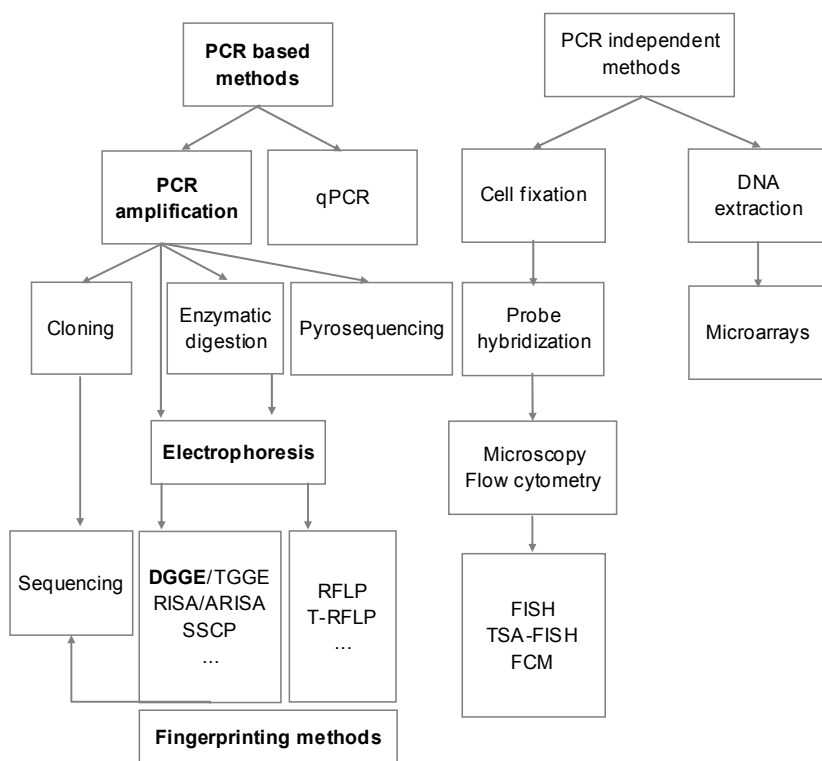 PCR based
methods
PCR independent
methods
PCR
amplification
qPCR
Cell fixation
DNA
extraction
Cloning
Enzymatic
digestion
Pyrosequencing
Probe
hybridization
Microarrays
Electrophoresis
Microscopy
Flow cytometry
Sequencing
DGGE/TGGE
RISA/ARISA
SSCP
...
RFLP
T-RFLP
...
FISH
TSA-FISH
FCM
Fingerprinting methods